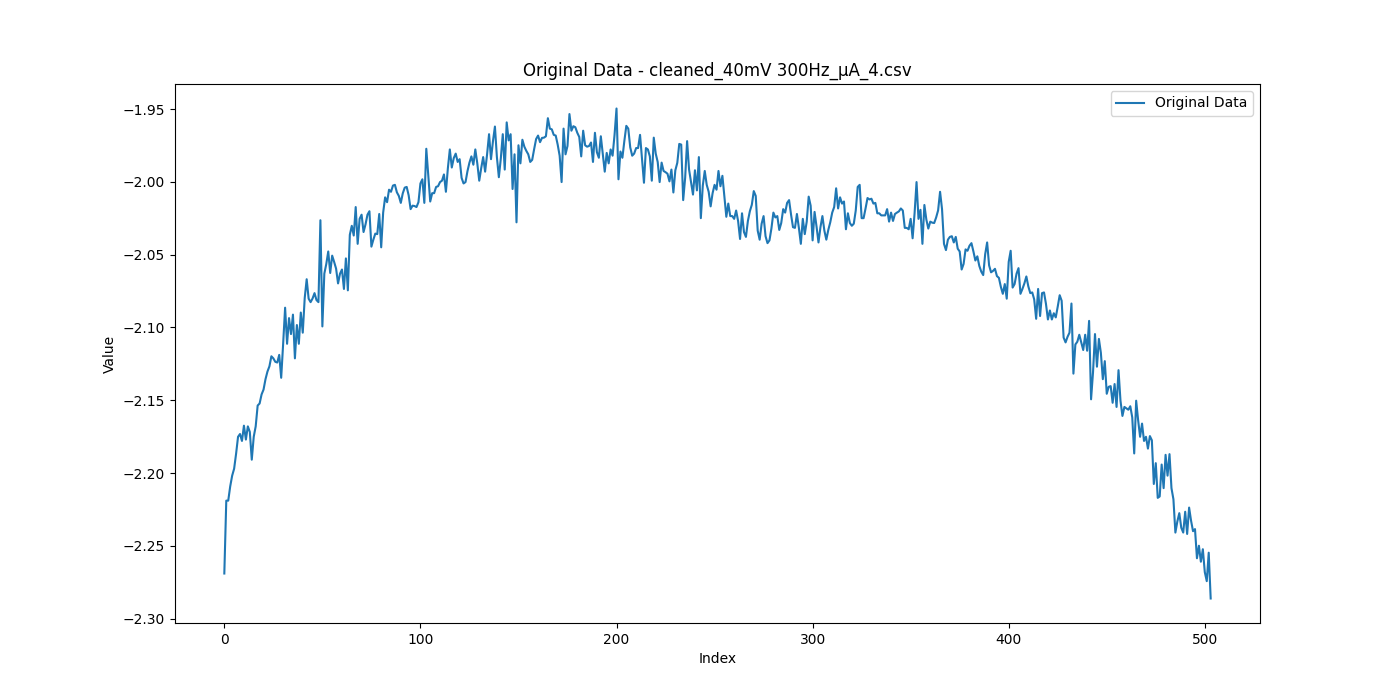 Original Data - cleaned_40mV 300Hz_µA_4.csv
Original Data
−1.95
−2.00
−2.05
−2.10
−2.15
−2.20
−2.25
−2.30
Value
0 100 200 300 400 500
Index